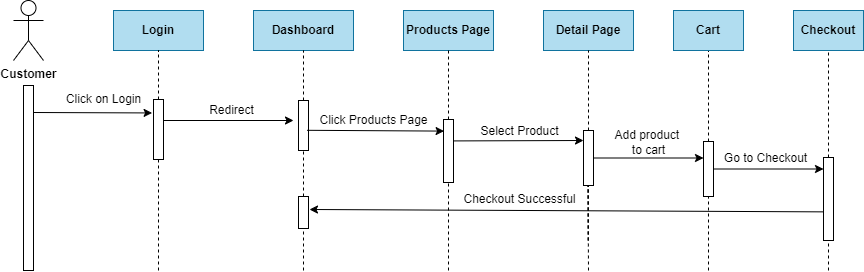 Login
Dashboard
Products Page
Detail Page
Cart
Checkout
Customer
Click on Login
Redirect
Click Products Page
Select Product
Add product
to cart
Go to Checkout
Checkout Successful